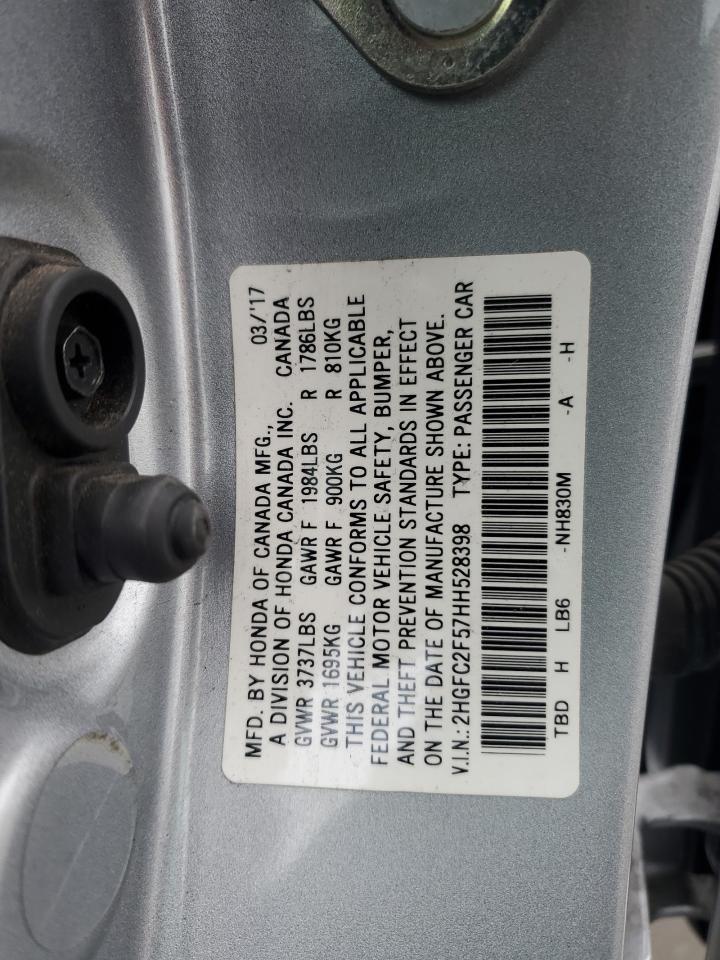 MFD. BY HONDA OF CANADA MFG., 03/'17
A DIVISION OF HONDA CANADA INC. CANADA
GVWR 3737LBS GAWR F 1984LBS R 1786LBS
GVWR 1695KG GAWR F 900KG R 810KG
THIS VEHICLE CONFORMS TO ALL APPLICABLE
FEDERAL MOTOR VEHICLE SAFETY, BUMPER,
AND THEFT PREVENTION STANDARDS IN EFFECT
ON THE DATE OF MANUFACTURE SHOWN ABOVE.
V.I.N.: 2HGFC2F57HH528398 TYPE: PASSENGER CAR
TBD H LB6 -NH830M -A -H